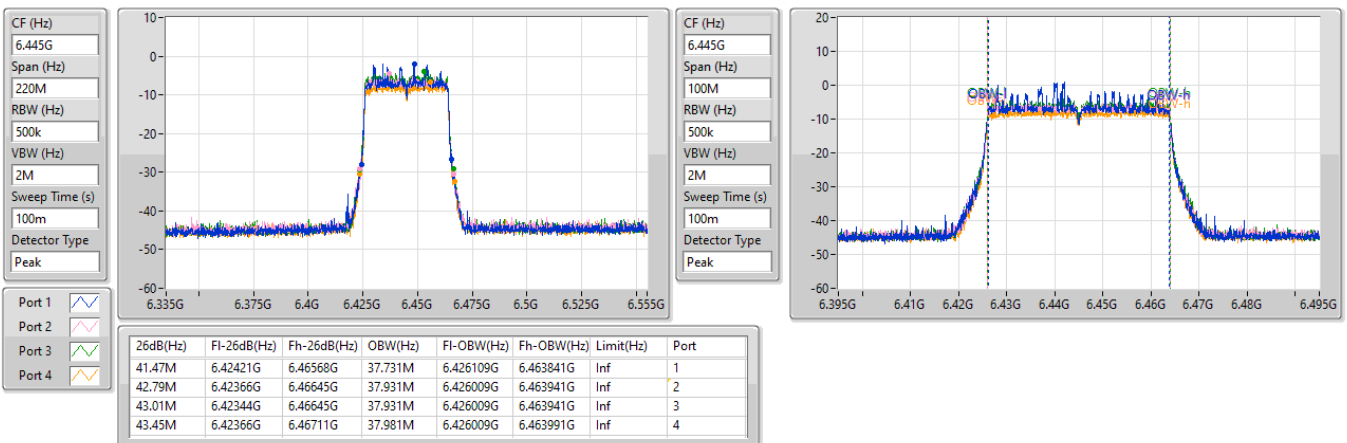 CF (Hz)
6.445G
Span (Hz)
220M
RBW (Hz)
500k
VBW (Hz)
2M
Sweep Time (s)
100m
Detector Type
Peak
10
0
-10
-20
-30
-40
-50
-60
6.335G 6.375G 6.4G 6.425G 6.45G 6.475G 6.5G 6.525G 6.555G
CF (Hz)
6.445G
Span (Hz)
100M
RBW (Hz)
500k
VBW (Hz)
2M
Sweep Time (s)
100m
Detector Type
Peak
20
10
0
-10
-20
-30
-40
-50
-60
OBW-l OBW-h
6.395G 6.41G 6.42G 6.43G 6.44G 6.45G 6.46G 6.47G 6.48G 6.495G
Port 1
Port 2
Port 3
Port 4
26dB(Hz) Fl-26dB(Hz) Fh-26dB(Hz) OBW(Hz) Fl-OBW(Hz) Fh-OBW(Hz) Limit(Hz) Port
41.47M 6.42421G 6.46568G 37.731M 6.426109G 6.463841G Inf 1
42.79M 6.42366G 6.46645G 37.931M 6.426009G 6.463941G Inf 2
43.01M 6.42344G 6.46645G 37.931M 6.426009G 6.463941G Inf 3
43.45M 6.42366G 6.46711G 37.981M 6.426009G 6.463991G Inf 4